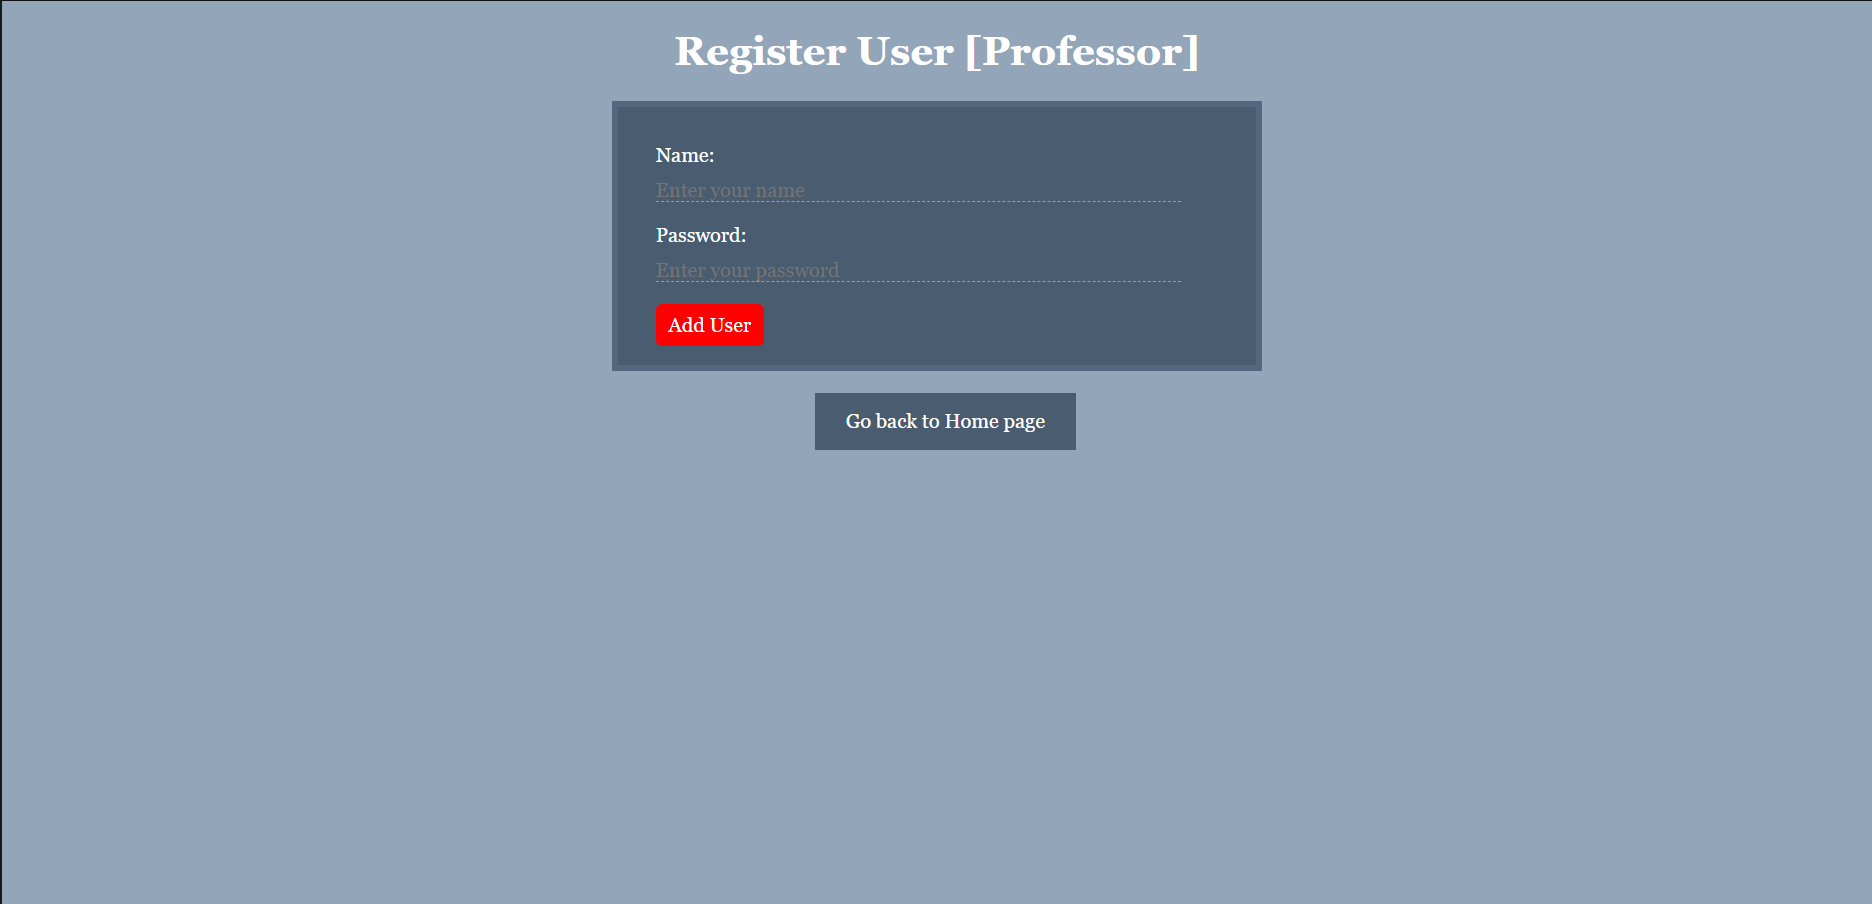 Register User [Professor]
Name:
Enter your name
Password:
Enter your password
Add User
Go back to Home page